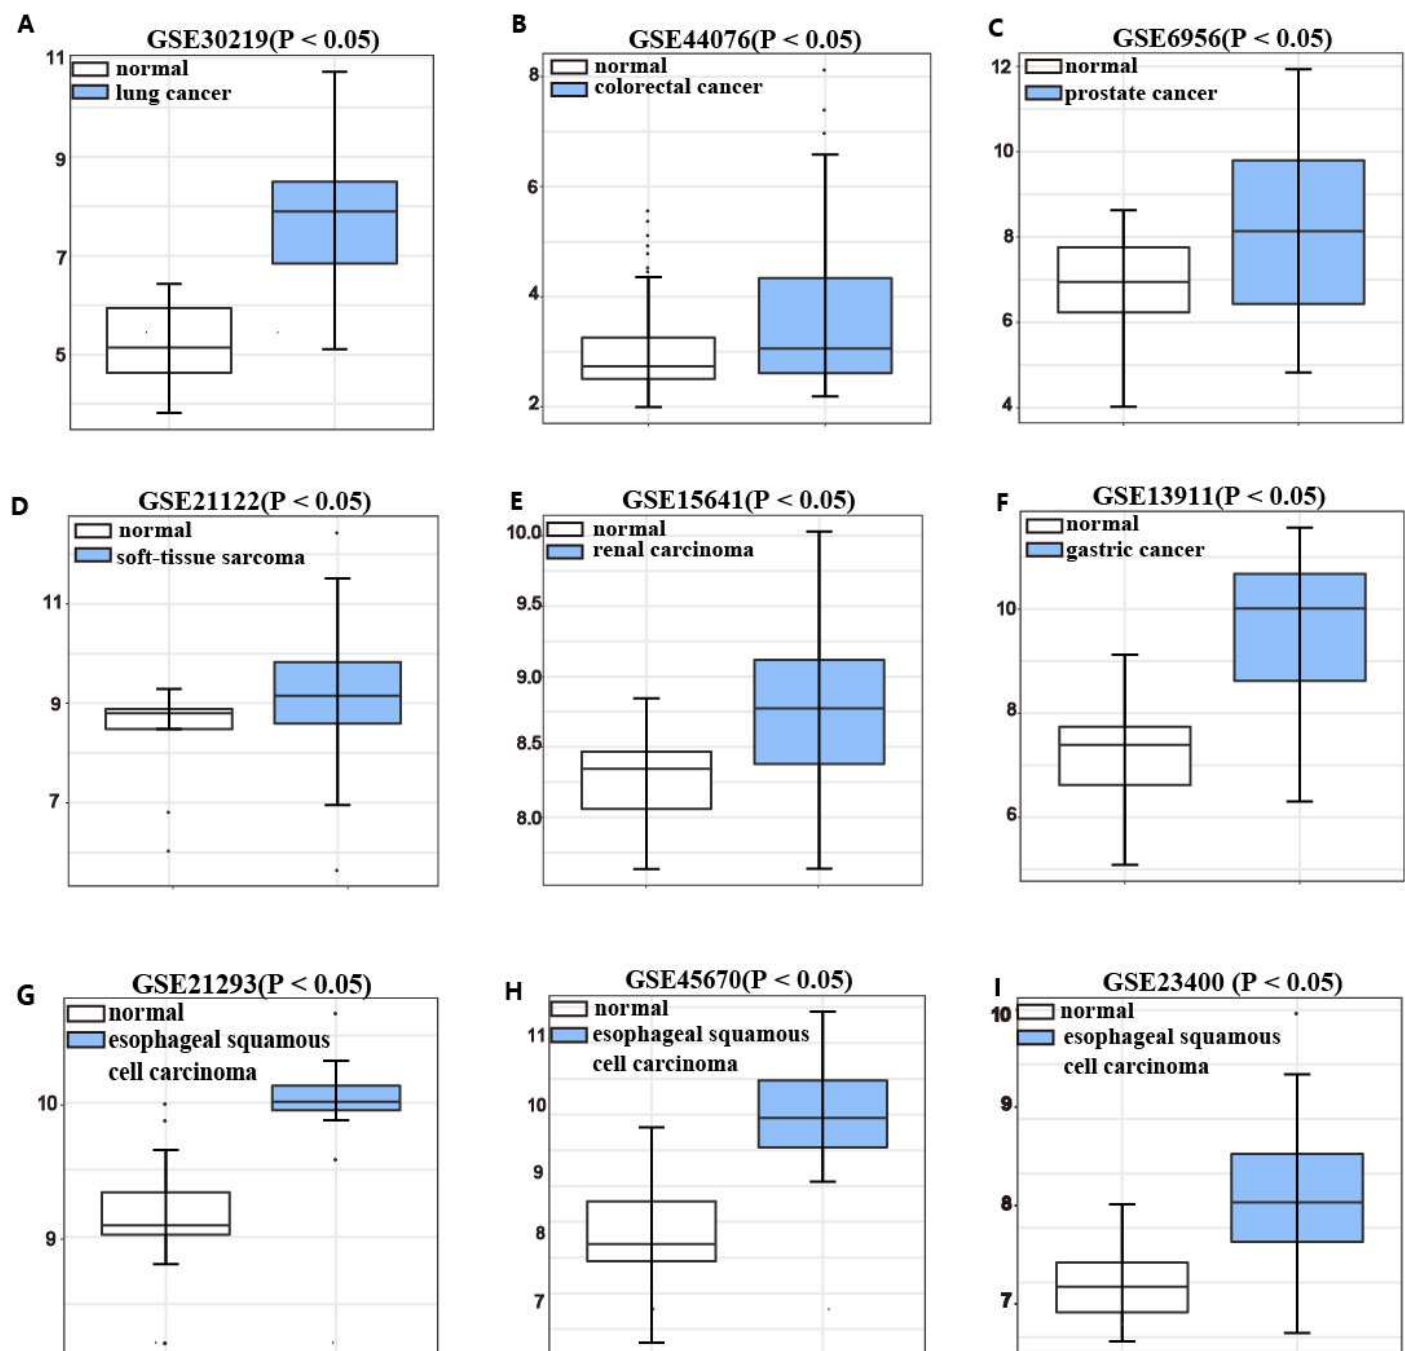 A
GSE30219(P < 0.05)
normal
lung cancer
11
9
7
5
B
GSE44076(P < 0.05)
normal
colorectal cancer
8
6
4
2
C
GSE6956(P < 0.05)
normal
prostate cancer
12
10
8
6
4
D
GSE21122(P < 0.05)
normal
soft-tissue sarcoma
11
9
7
E
GSE15641(P < 0.05)
normal
renal carcinoma
10.0
9.5
9.0
8.5
8.0
F
GSE13911(P < 0.05)
normal
gastric cancer
10
8
6
G
GSE21293(P < 0.05)
normal
esophageal squamous
cell carcinoma
10
9
H
GSE45670(P < 0.05)
normal
esophageal squamous
cell carcinoma
11
10
9
8
7
I
GSE23400 (P < 0.05)
normal
esophageal squamous
cell carcinoma
10
9
8
7